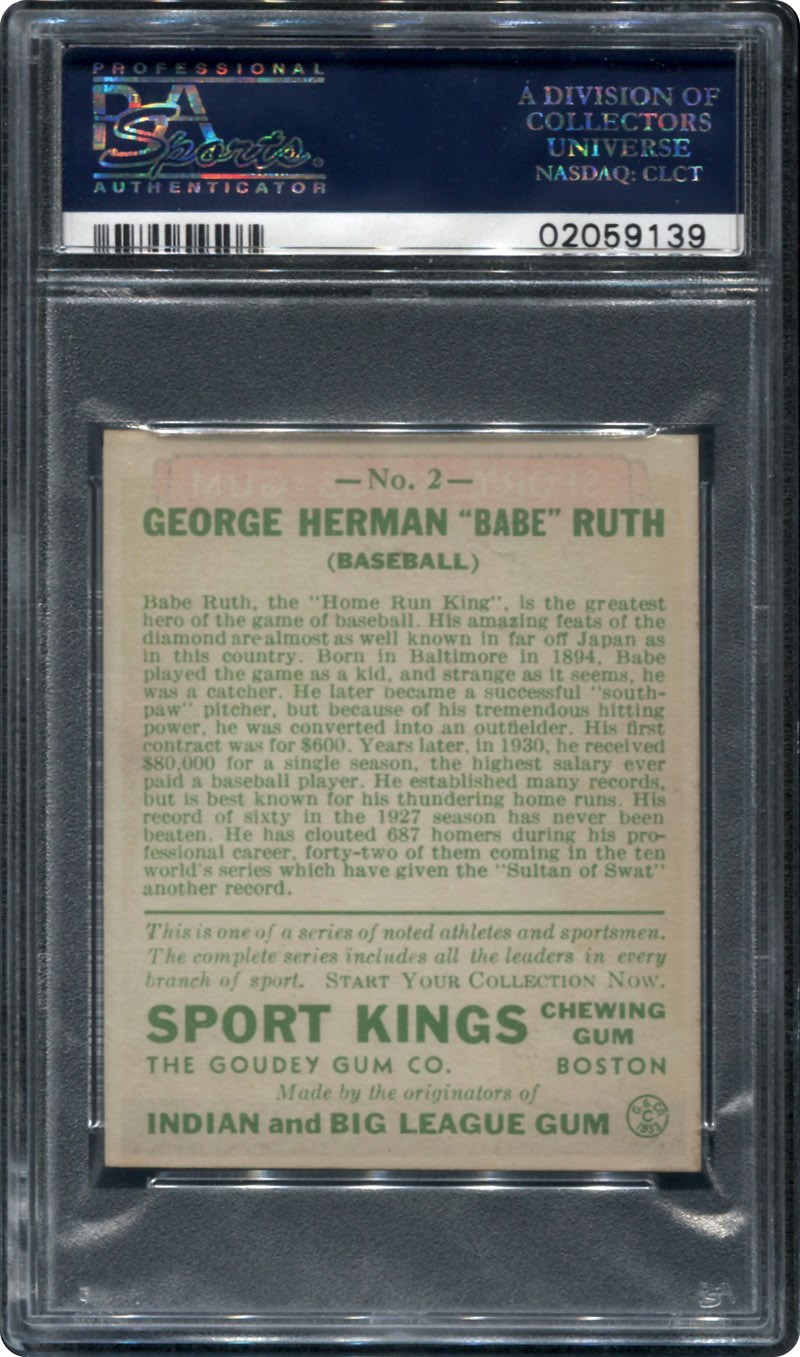 PROFESSIONAL
PSA
Sports.
AUTHENTICATOR
A DIVISION OF
COLLECTORS
UNIVERSE
NASDAQ: CLCT
02059139
—No. 2—
GEORGE HERMAN "BABE" RUTH
(BASEBALL)
Babe Ruth, the "Home Run King", is the greatest
hero of the game of baseball. His amazing feats of the
diamond are almost as well known in far off Japan as
in this country. Born in Baltimore in 1894, Babe
played the game as a kid, and strange as it seems, he
was a catcher. He later became a successful "south-
paw" pitcher, but because of his tremendous hitting
power, he was converted into an outfielder. His first
contract was for $600. Years later, in 1930, he received
$80,000 for a single season, the highest salary ever
paid a baseball player. He established many records,
but is best known for his thundering home runs. His
record of sixty in the 1927 season has never been
beaten. He has clouted 687 homers during his pro-
fessional career, forty-two of them coming in the ten
world's series which have given the "Sultan of Swat"
another record.
This is one of a series of noted athletes and sportsmen.
The complete series includes all the leaders in every
branch of sport. START YOUR COLLECTION NOW.
SPORT KINGS CHEWING GUM
THE GOUDEY GUM CO. BOSTON
Made by the originators of
INDIAN and BIG LEAGUE GUM
G. G. CO.
C
1933